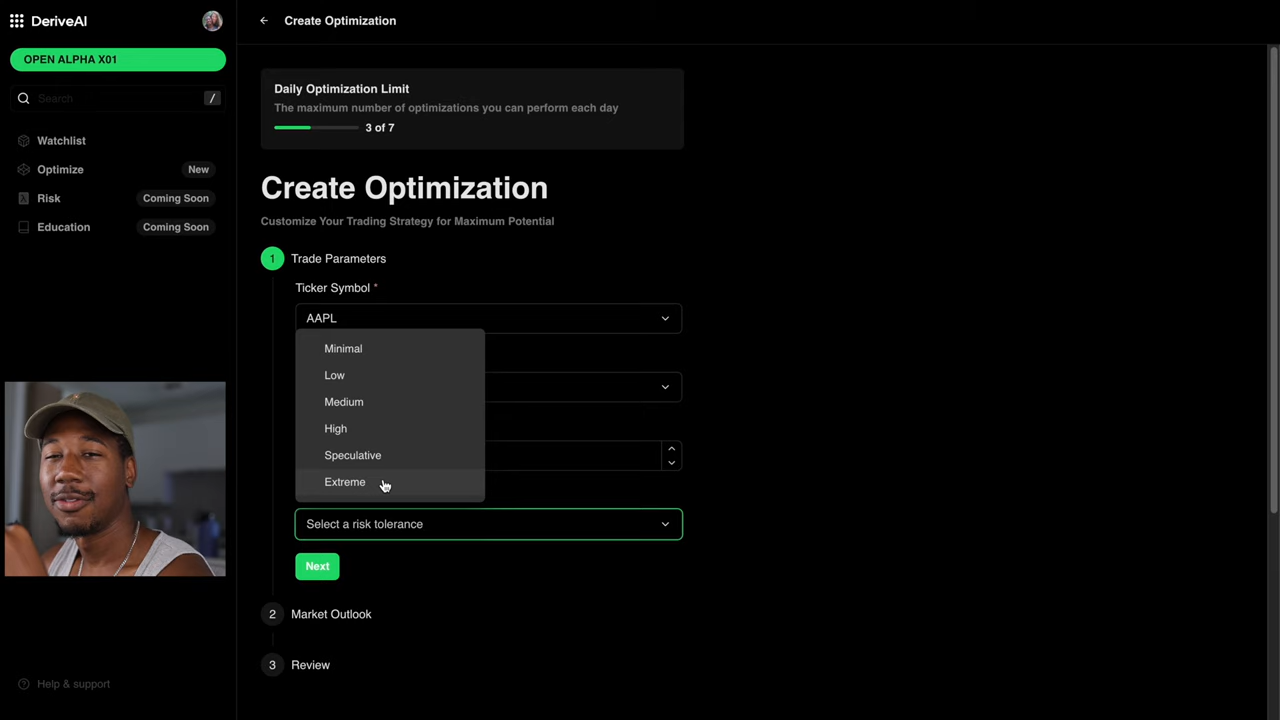 DeriveAI
OPEN ALPHA X01
Search /
Watchlist
Optimize New
Risk Coming Soon
Education Coming Soon
Help & support
Create Optimization
Daily Optimization Limit
The maximum number of optimizations you can perform each day
3 of 7
Create Optimization
Customize Your Trading Strategy for Maximum Potential
1 Trade Parameters
Ticker Symbol *
AAPL
Minimal
Low
Medium
High
Speculative
Extreme
Select a risk tolerance
Next
2 Market Outlook
3 Review